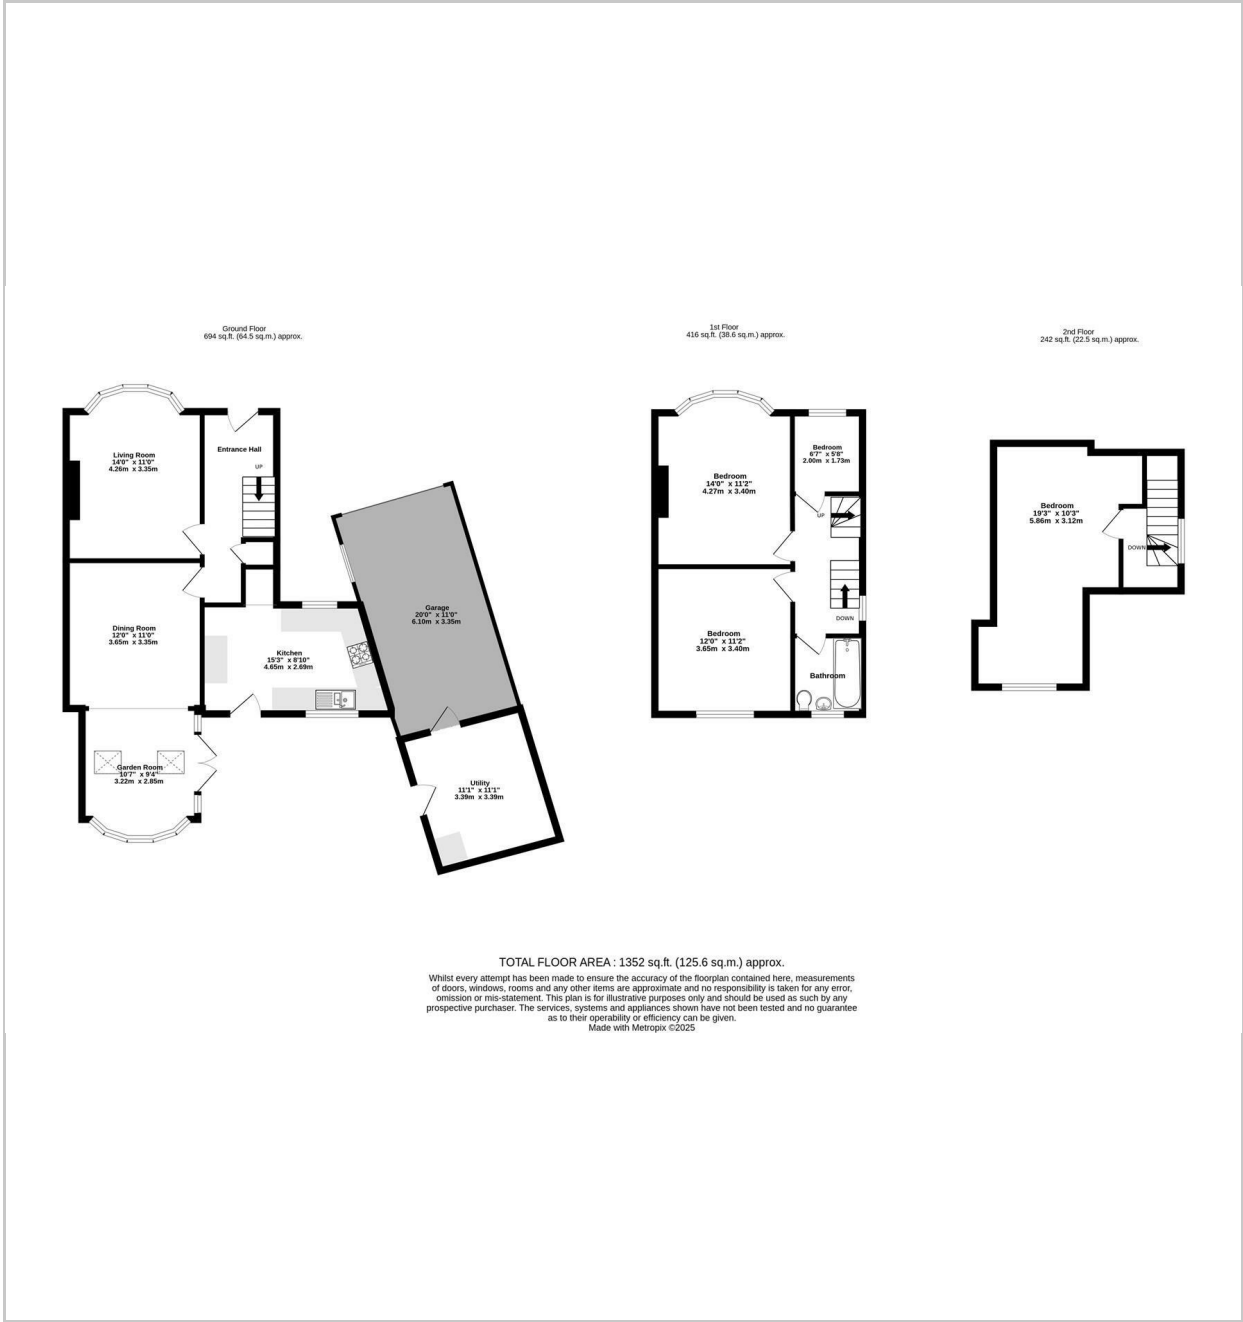 Ground Floor
694 sq.ft. (64.5 sq.m.) approx.
1st Floor
416 sq.ft. (38.6 sq.m.) approx.
2nd Floor
242 sq.ft. (22.5 sq.m.) approx.
Living Room
14'0" x 11'0"
4.26m x 3.35m
Entrance Hall
UP
Dining Room
12'0" x 11'0"
3.65m x 3.35m
Kitchen
15'3" x 8'10"
4.65m x 2.69m
Garage
20'0" x 11'0"
6.10m x 3.35m
Garden Room
10'7" x 9'4"
3.22m x 2.85m
Utility
11'1" x 11'1"
3.39m x 3.39m
Bedroom
14'0" x 11'2"
4.27m x 3.40m
Bedroom
6'7" x 5'8"
2.00m x 1.73m
UP
DOWN
Bedroom
12'0" x 11'2"
3.65m x 3.40m
Bathroom
Bedroom
19'3" x 10'3"
5.86m x 3.12m
DOWN
TOTAL FLOOR AREA : 1352 sq.ft. (125.6 sq.m.) approx.
Whilst every attempt has been made to ensure the accuracy of the floorplan contained here, measurements
of doors, windows, rooms and any other items are approximate and no responsibility is taken for any error,
omission or mis-statement. This plan is for illustrative purposes only and should be used as such by any
prospective purchaser. The services, systems and appliances shown have not been tested and no guarantee
as to their operability or efficiency can be given.
Made with Metropix ©2025